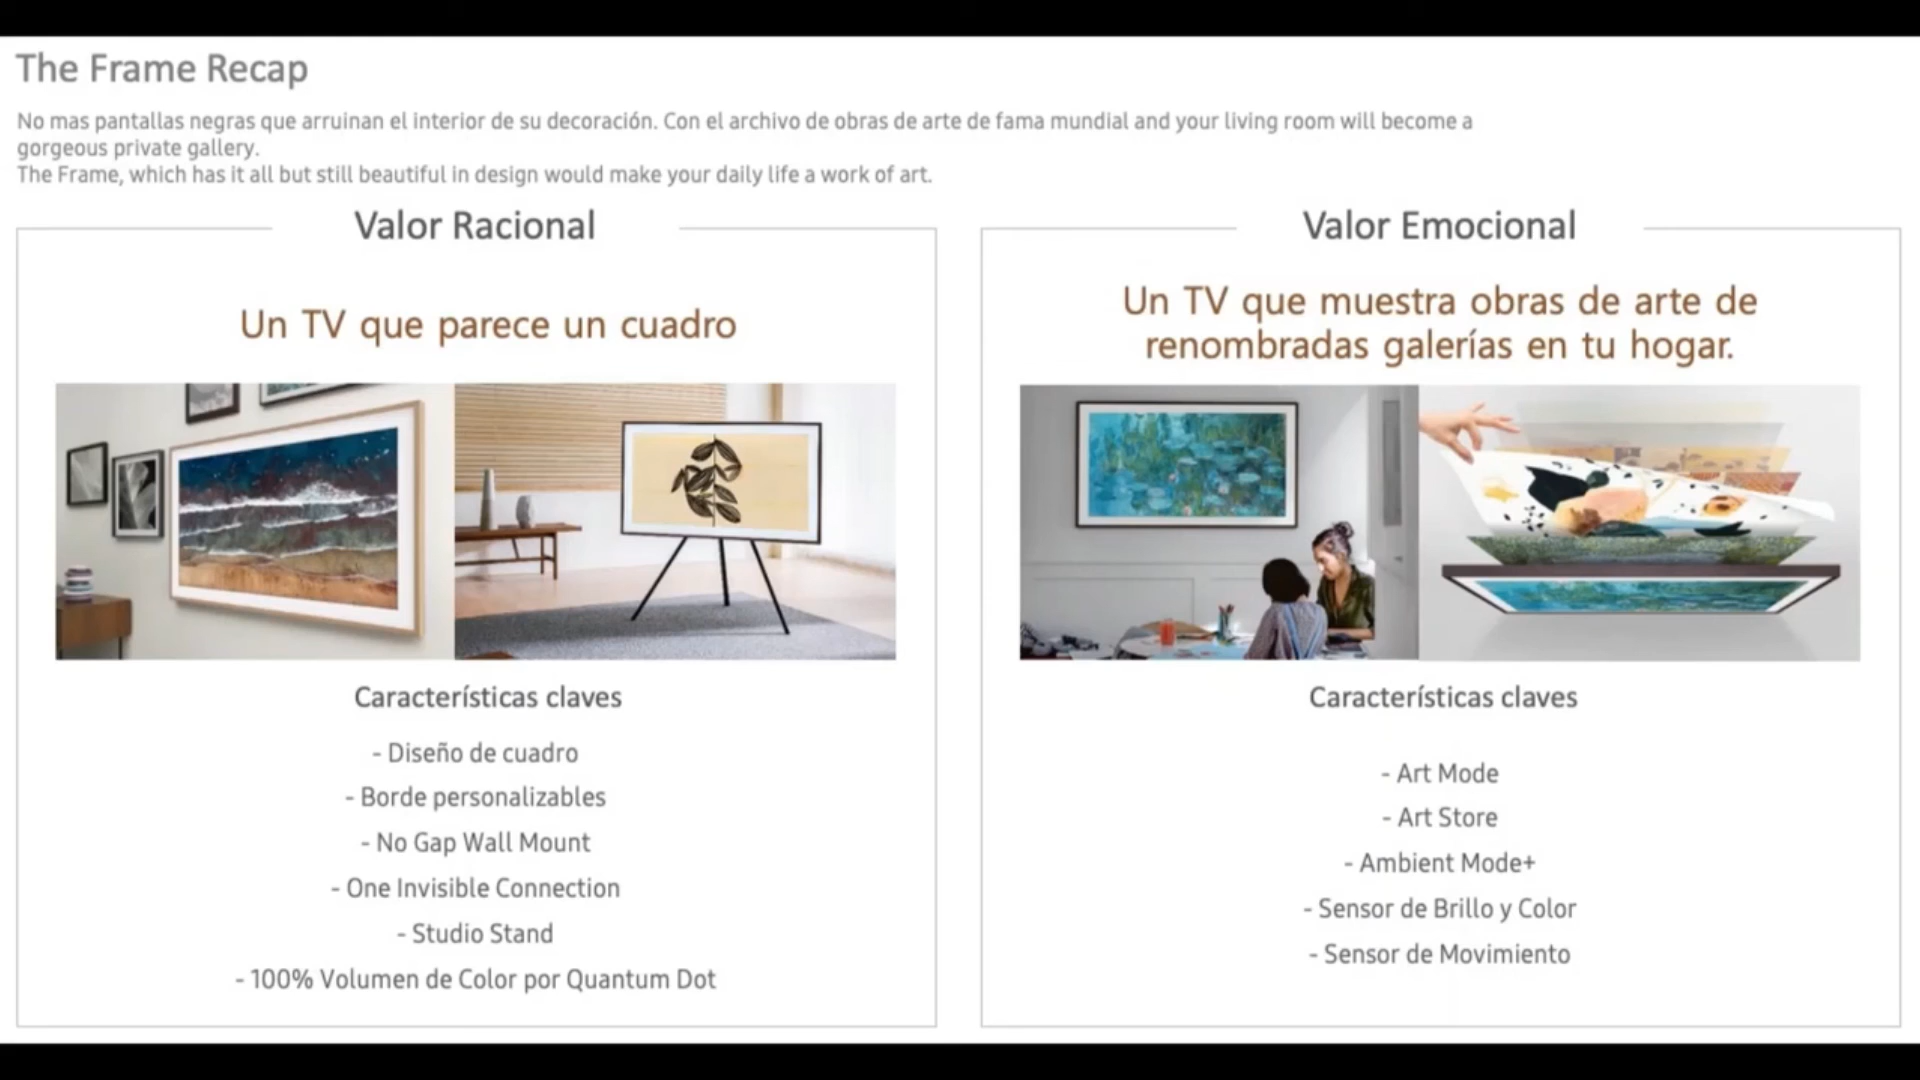 The Frame Recap
No mas pantallas negras que arruinan el interior de su decoración. Con el archivo de obras de arte de fama mundial and your living room will become a
gorgeous private gallery.
The Frame, which has it all but still beautiful in design would make your daily life a work of art.
Valor Racional
Un TV que parece un cuadro
Características claves
- Diseño de cuadro
- Borde personalizables
- No Gap Wall Mount
- One Invisible Connection
- Studio Stand
- 100% Volumen de Color por Quantum Dot
Valor Emocional
Un TV que muestra obras de arte de
renombradas galerías en tu hogar.
Características claves
- Art Mode
- Art Store
- Ambient Mode+
- Sensor de Brillo y Color
- Sensor de Movimiento